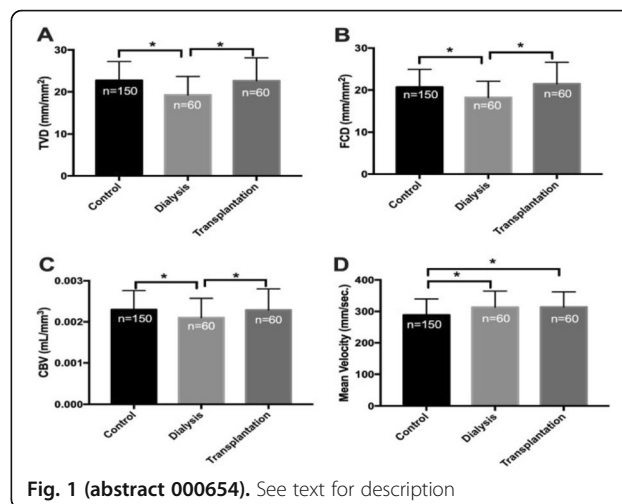 A
*
*
TVD (mm/mm²)
30
20
10
0
n=150
n=60
n=60
Control
Dialysis
Transplantation
B
*
*
FCD (mm/mm²)
30
20
10
0
n=150
n=60
n=60
Control
Dialysis
Transplantation
C
*
*
CBV (mL/mm³)
0.003
0.002
0.001
0.000
n=150
n=60
n=60
Control
Dialysis
Transplantation
D
*
*
Mean Velocity (mm/sec.)
400
300
200
100
0
n=150
n=60
n=60
Control
Dialysis
Transplantation
Fig. 1 (abstract 000654). See text for description